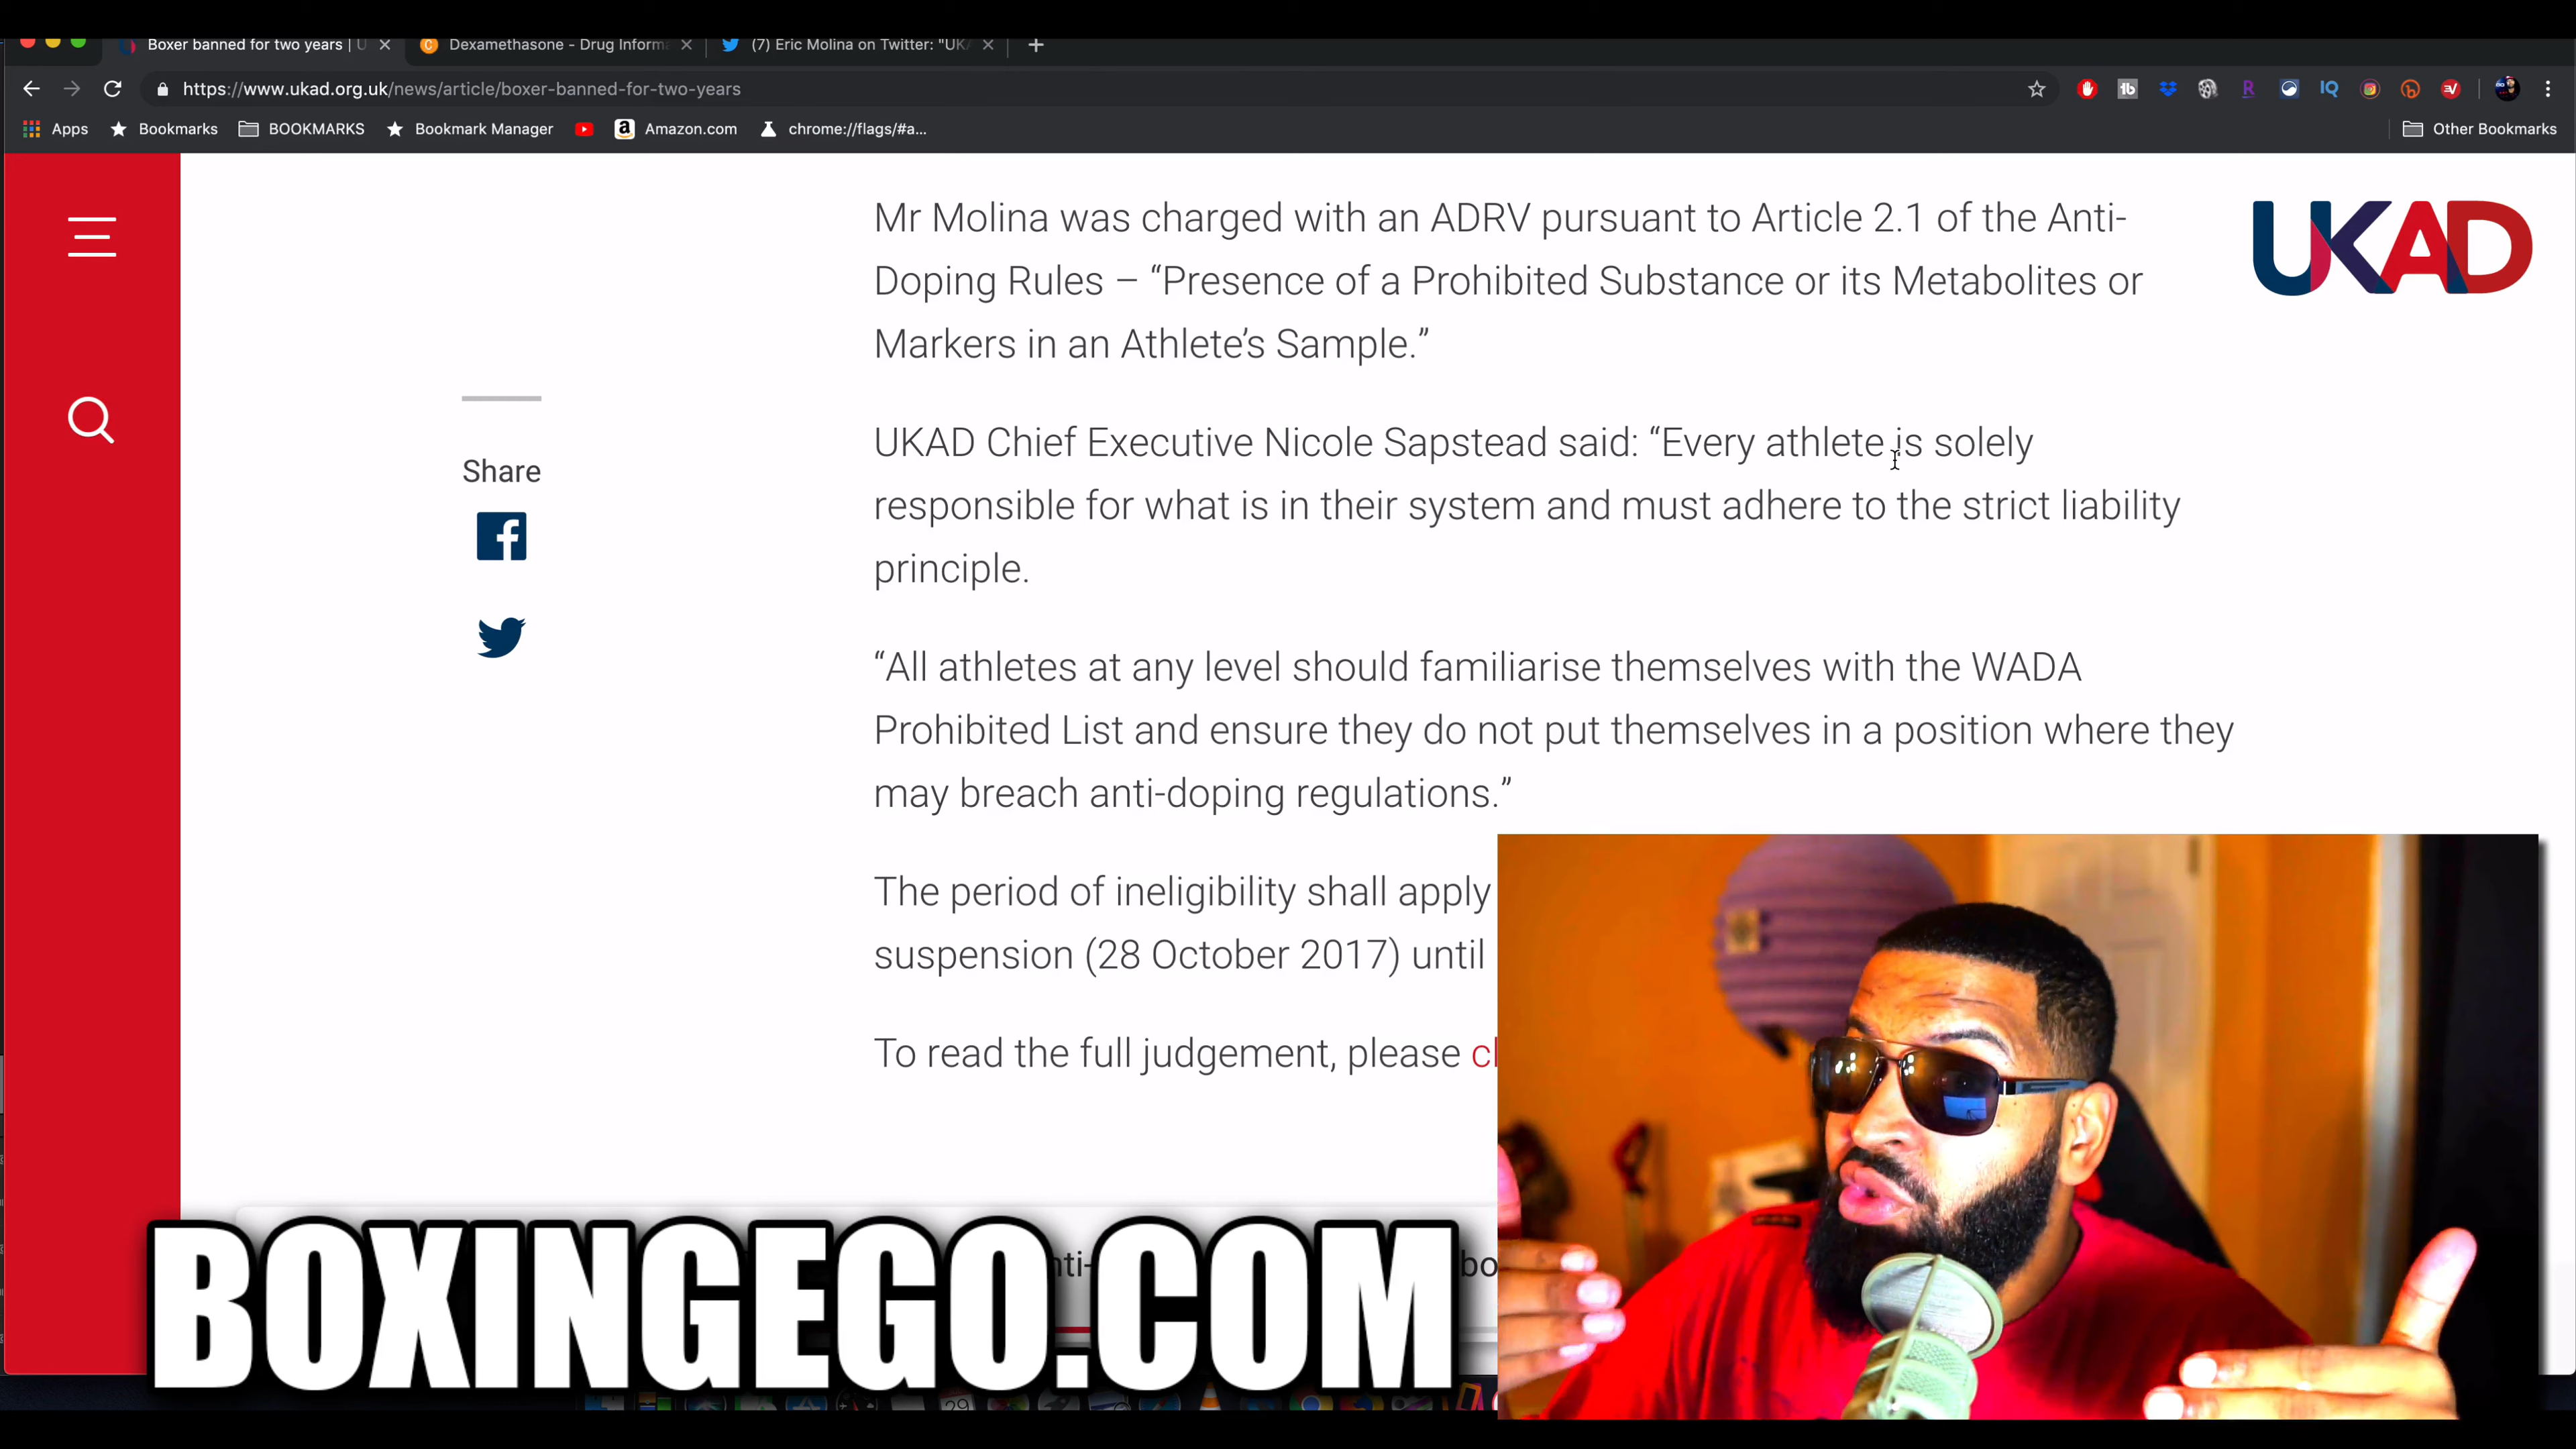 Boxer banned for two years | U
Dexamethasone - Drug Inform
(7) Eric Molina on Twitter: "UKA
https://www.ukad.org.uk/news/article/boxer-banned-for-two-years
Apps
Bookmarks
BOOKMARKS
Bookmark Manager
Amazon.com
chrome://flags/#a...
Other Bookmarks
UKAD
Mr Molina was charged with an ADRV pursuant to Article 2.1 of the Anti-
Doping Rules – “Presence of a Prohibited Substance or its Metabolites or
Markers in an Athlete’s Sample.”
Share
UKAD Chief Executive Nicole Sapstead said: “Every athlete is solely
responsible for what is in their system and must adhere to the strict liability
principle.
“All athletes at any level should familiarise themselves with the WADA
Prohibited List and ensure they do not put themselves in a position where they
may breach anti-doping regulations.”
The period of ineligibility shall apply
suspension (28 October 2017) until
To read the full judgement, please cl
BOXINGEGO.COM